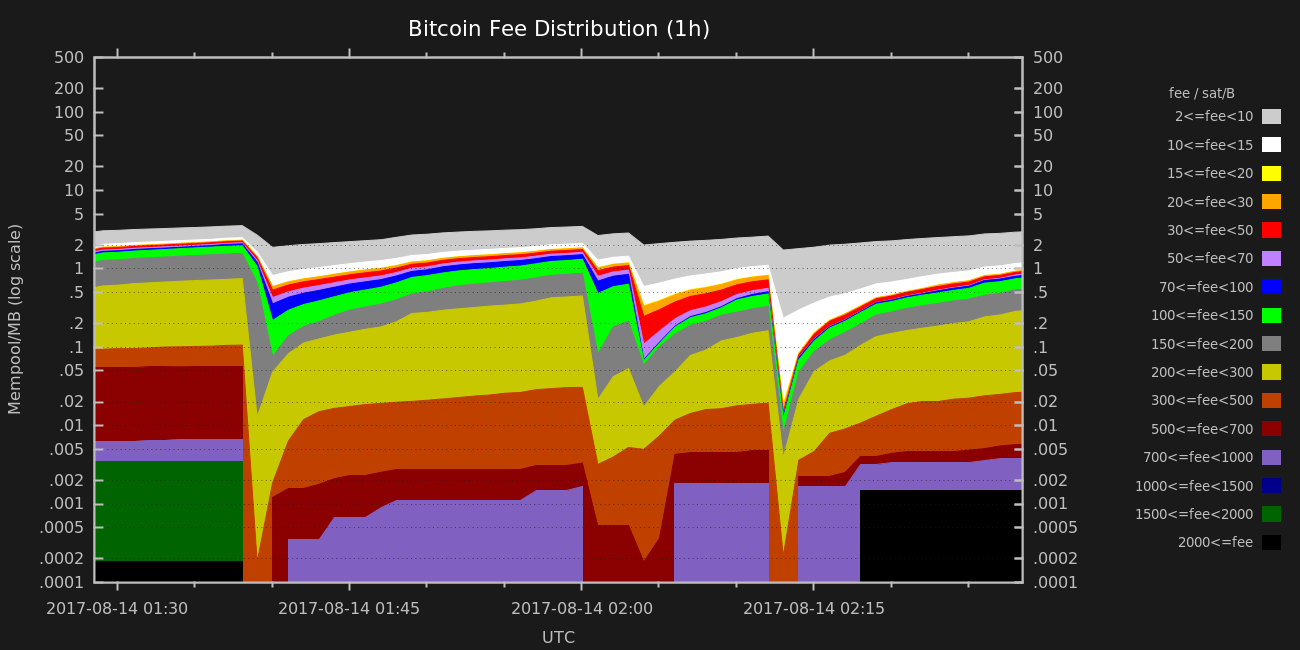 Bitcoin Fee Distribution (1h)
500
200
100
50
20
10
5
2
1
.5
.2
.1
.05
.02
.01
.005
.002
.001
.0005
.0002
.0001
Mempool/MB (log scale)
500
200
100
50
20
10
5
2
1
.5
.2
.1
.05
.02
.01
.005
.002
.001
.0005
.0002
.0001
2017-08-14 01:30
2017-08-14 01:45
2017-08-14 02:00
2017-08-14 02:15
UTC
fee / sat/B
2<=fee<10
10<=fee<15
15<=fee<20
20<=fee<30
30<=fee<50
50<=fee<70
70<=fee<100
100<=fee<150
150<=fee<200
200<=fee<300
300<=fee<500
500<=fee<700
700<=fee<1000
1000<=fee<1500
1500<=fee<2000
2000<=fee